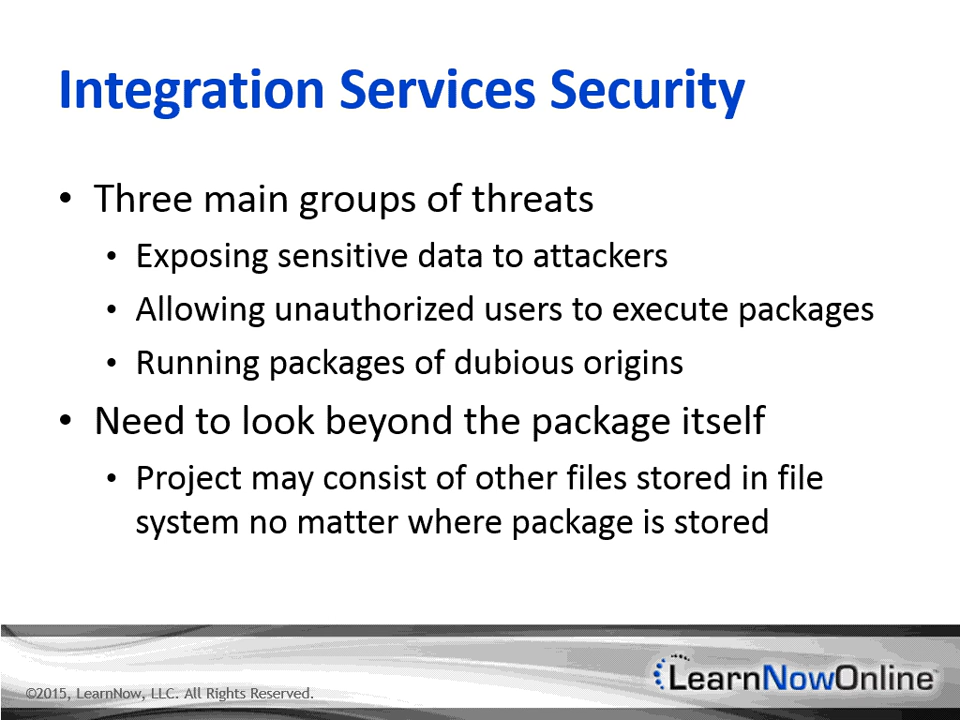 Integration Services Security
• Three main groups of threats
• Exposing sensitive data to attackers
• Allowing unauthorized users to execute packages
• Running packages of dubious origins
• Need to look beyond the package itself
• Project may consist of other files stored in file
system no matter where package is stored
©2015, LearnNow, LLC. All Rights Reserved.
LearnNowOnline